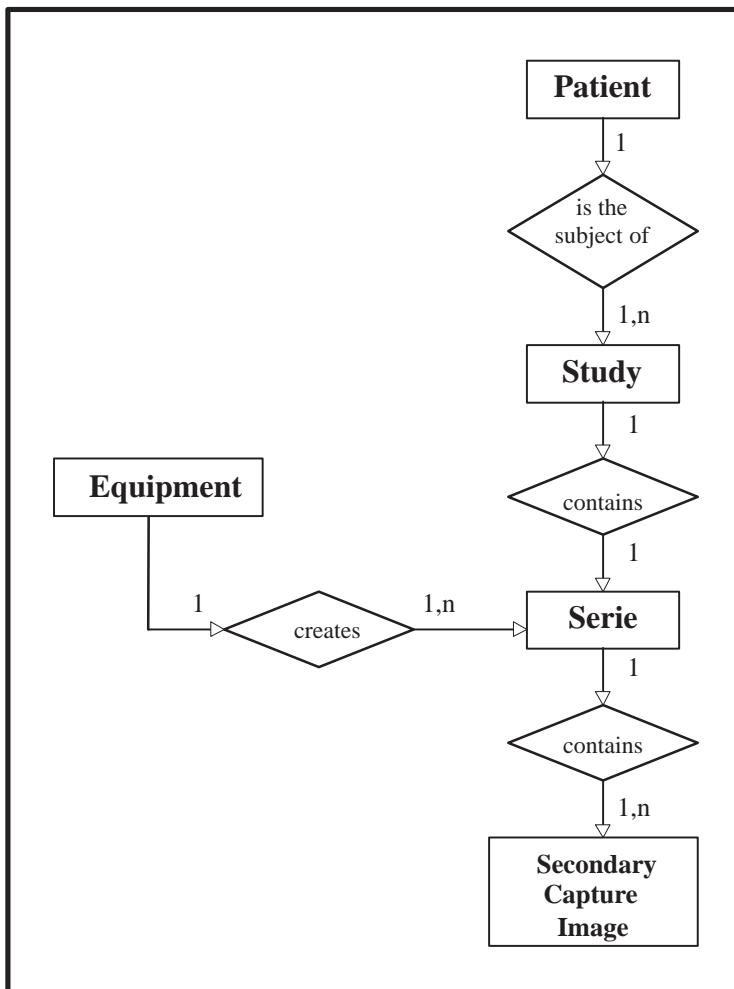 Patient
1
is the
subject of
1,n
Study
1
contains
1
Equipment
1
creates
1,n
Serie
1
contains
1,n
Secondary
Capture
Image